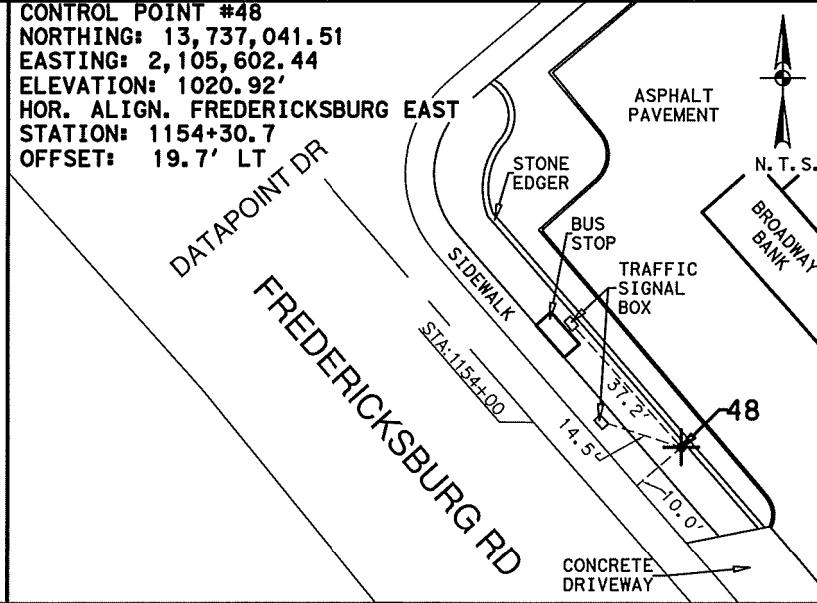 CONTROL POINT #48
NORTHING: 13,737,041.51
EASTING: 2,105,602.44
ELEVATION: 1020.92'
HOR. ALIGN. FREDERICKSBURG EAST
STATION: 1154+30.7
OFFSET: 19.7' LT
ASPHALT
PAVEMENT
N.T.S.
STONE
EDGER
DATAPOINT DR
BUS
STOP
BROADWAY
BANK
SIDEWALK
TRAFFIC
SIGNAL
BOX
FREDERICKSBURG RD
STA:1154+00
37.2'
48
14.5'
10.0'
CONCRETE
DRIVEWAY